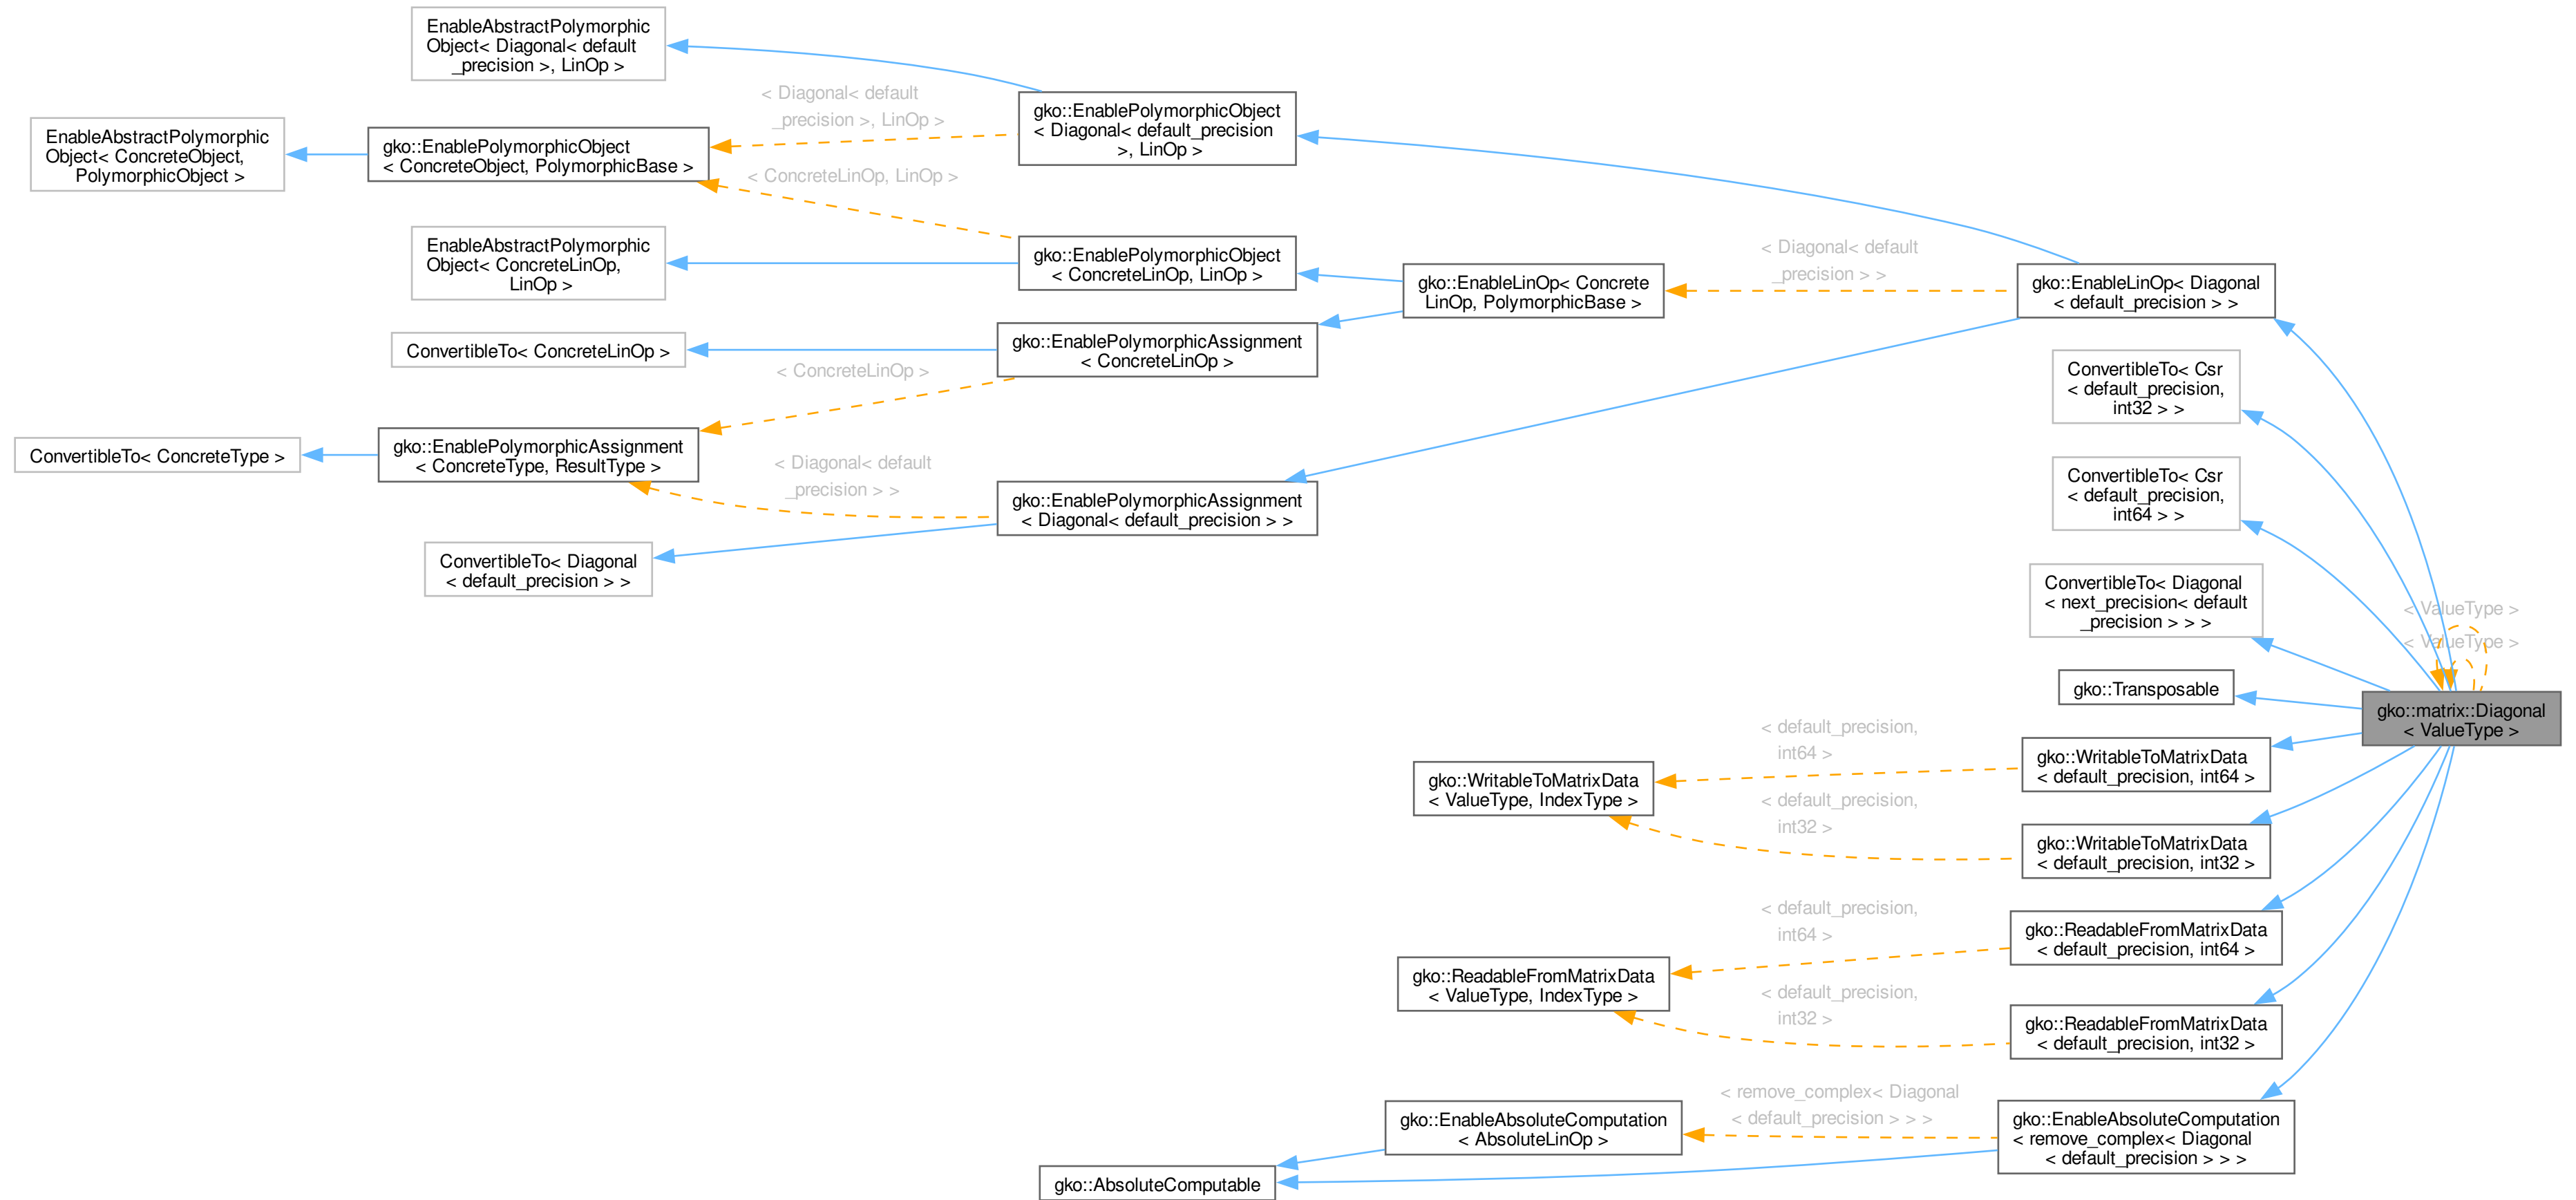 EnableAbstractPolymorphic
Object< Diagonal< default
_precision >, LinOp >
EnableAbstractPolymorphic
Object< ConcreteObject,
PolymorphicObject >
gko::EnablePolymorphicObject
< ConcreteObject, PolymorphicBase >
< Diagonal< default
_precision >, LinOp >
gko::EnablePolymorphicObject
< Diagonal< default_precision
>, LinOp >
< ConcreteLinOp, LinOp >
EnableAbstractPolymorphic
Object< ConcreteLinOp,
LinOp >
gko::EnablePolymorphicObject
< ConcreteLinOp, LinOp >
gko::EnableLinOp< Concrete
LinOp, PolymorphicBase >
< Diagonal< default
_precision > >
gko::EnableLinOp< Diagonal
< default_precision > >
ConvertibleTo< ConcreteLinOp >
gko::EnablePolymorphicAssignment
< ConcreteLinOp >
< ConcreteLinOp >
ConvertibleTo< Csr
< default_precision,
int32 > >
ConvertibleTo< ConcreteType >
gko::EnablePolymorphicAssignment
< ConcreteType, ResultType >
< Diagonal< default
_precision > >
gko::EnablePolymorphicAssignment
< Diagonal< default_precision > >
ConvertibleTo< Csr
< default_precision,
int64 > >
ConvertibleTo< Diagonal
< default_precision > >
ConvertibleTo< Diagonal
< next_precision< default
_precision > > >
< ValueType >
< ValueType >
gko::Transposable
gko::matrix::Diagonal
< ValueType >
< default_precision,
int64 >
gko::WritableToMatrixData
< default_precision, int64 >
gko::WritableToMatrixData
< ValueType, IndexType >
< default_precision,
int32 >
gko::WritableToMatrixData
< default_precision, int32 >
< default_precision,
int64 >
gko::ReadableFromMatrixData
< default_precision, int64 >
gko::ReadableFromMatrixData
< ValueType, IndexType >
< default_precision,
int32 >
gko::ReadableFromMatrixData
< default_precision, int32 >
< remove_complex< Diagonal
< default_precision > > >
gko::EnableAbsoluteComputation
< AbsoluteLinOp >
gko::EnableAbsoluteComputation
< remove_complex< Diagonal
< default_precision > > >
gko::AbsoluteComputable